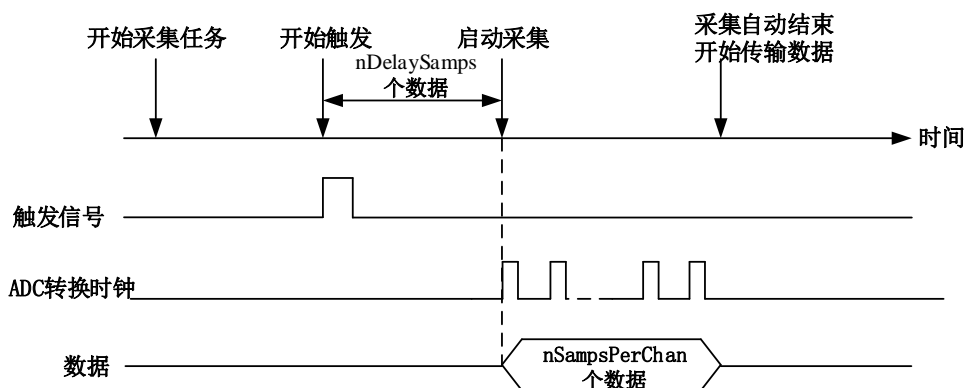 开始采集任务
开始触发
启动采集
采集自动结束
开始传输数据
nDelaySamps
个数据
时间
触发信号
ADC转换时钟
数据
nSampsPerChan
个数据